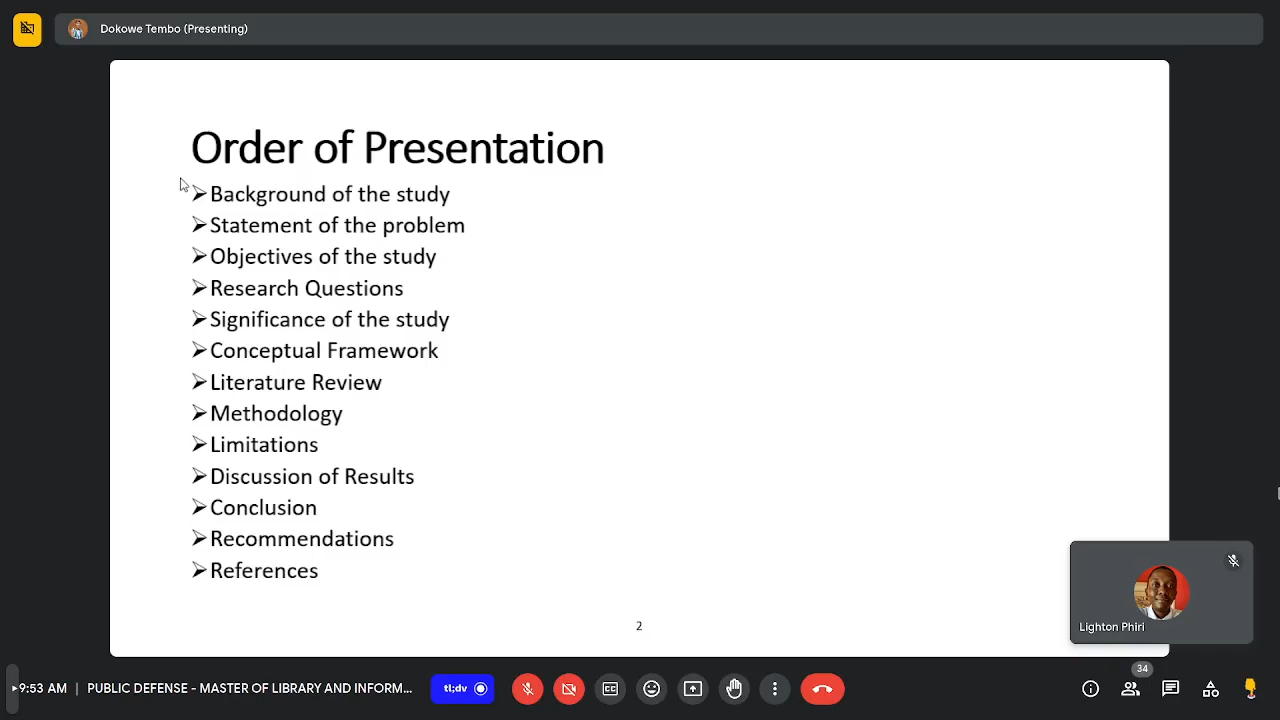 Dokowe Tembo (Presenting)
Order of Presentation
➢Background of the study
➢Statement of the problem
➢Objectives of the study
➢Research Questions
➢Significance of the study
➢Conceptual Framework
➢Literature Review
➢Methodology
➢Limitations
➢Discussion of Results
➢Conclusion
➢Recommendations
➢References
2
Lighton Phiri
34
9:53 AM | PUBLIC DEFENSE - MASTER OF LIBRARY AND INFORM...
tl;dv
CC